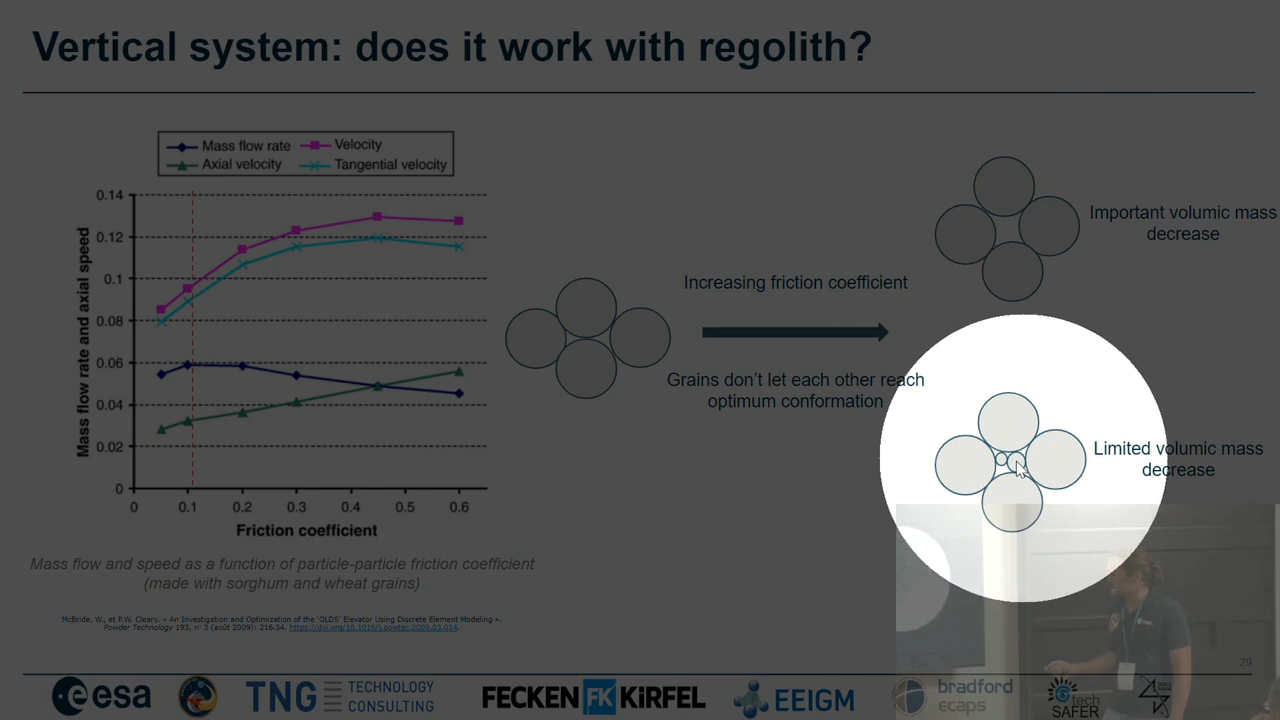 Vertical system: does it work with regolith?
Mass flow rate
Velocity
Axial velocity
Tangential velocity
Mass flow rate and axial speed
0.14
0.12
0.1
0.08
0.06
0.04
0.02
0
0
0.1
0.2
0.3
0.4
0.5
0.6
Friction coefficient
Mass flow and speed as a function of particle-particle friction coefficient
(made with sorghum and wheat grains)
McBride, W., et P.W. Cleary. « An Investigation and Optimization of the 'OLDS' Elevator Using Discrete Element Modeling ».
Powder Technology 193, nᵒ 3 (août 2009): 216-34. https://doi.org/10.1016/j.powtec.2009.03.014.
Increasing friction coefficient
Grains don't let each other reach
optimum conformation
Important volumic mass
decrease
Limited volumic mass
decrease
29
esa
TNG TECHNOLOGY
CONSULTING
FECKEN FK KiRFEL
EEIGM
bradford
ecaps
tech
SAFER